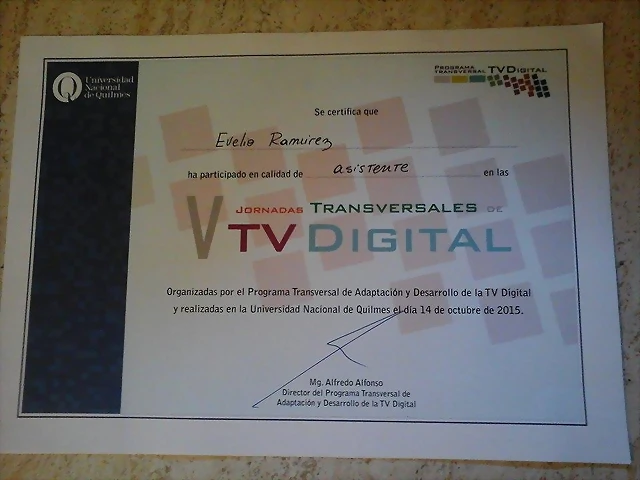 Universidad
Nacional
de Quilmes
PROGRAMA
TRANSVERSAL TVDIGITAL
Se certifica que
Evelio Ramirez
ha participado en calidad de asistente en las
V JORNADAS TRANSVERSALES DE
TV DIGITAL
Organizadas por el Programa Transversal de Adaptación y Desarrollo de la TV Digital
y realizadas en la Universidad Nacional de Quilmes el día 14 de octubre de 2015.
Mg. Alfredo Alfonso
Director del Programa Transversal de
Adaptación y Desarrollo de la TV Digital